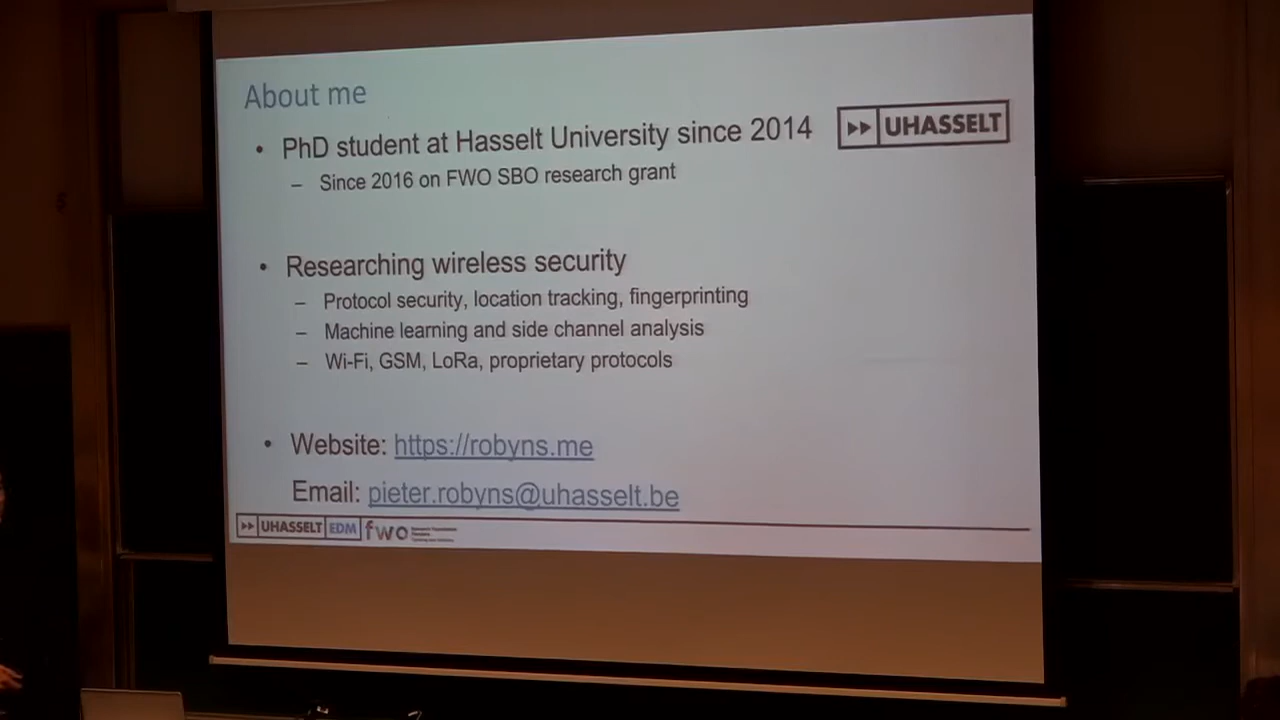 About me
• PhD student at Hasselt University since 2014
UHASSELT
– Since 2016 on FWO SBO research grant
• Researching wireless security
– Protocol security, location tracking, fingerprinting
– Machine learning and side channel analysis
– Wi-Fi, GSM, LoRa, proprietary protocols
• Website: https://robyns.me
Email: pieter.robyns@uhasselt.be
UHASSELT EDM fwo